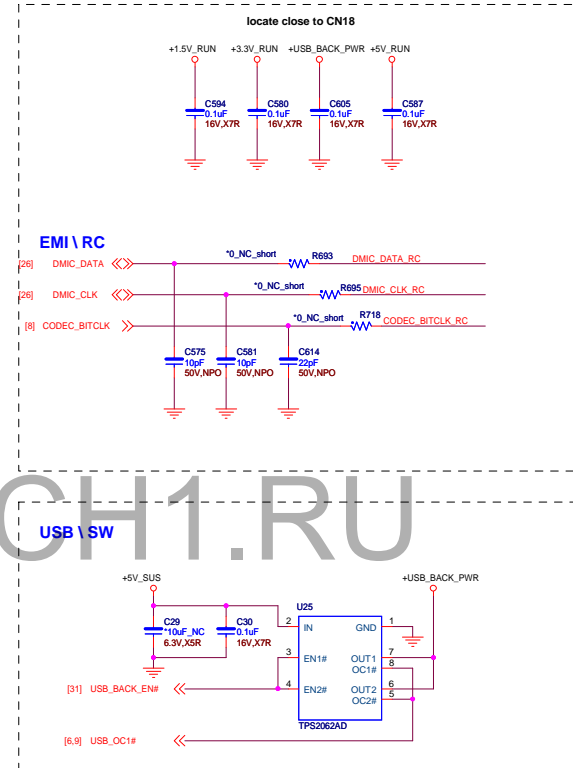 locate close to CN18
+1.5V_RUN +3.3V_RUN +USB_BACK_PWR +5V_RUN
C594 C580 C605 C587
0.1uF 0.1uF 0.1uF 0.1uF
16V,X7R 16V,X7R 16V,X7R 16V,X7R
EMI \ RC
[26] DMIC_DATA *0_NC_short R693 DMIC_DATA_RC
[26] DMIC_CLK *0_NC_short R695 DMIC_CLK_RC
[8] CODEC_BITCLK *0_NC_short R718 CODEC_BITCLK_RC
C575 C581 C614
10pF 10pF 22pF
50V,NPO 50V,NPO 50V,NPO
CH1.RU
USB \ SW
+5V_SUS +USB_BACK_PWR
U25
C29 C30
*10uF_NC 0.1uF
6.3V,X5R 16V,X7R
2 IN GND 1
3 EN1# OUT1 7
OC1# 8
4 EN2# OUT2 6
OC2# 5
TPS2062AD
[31] USB_BACK_EN#
[6,9] USB_OC1#